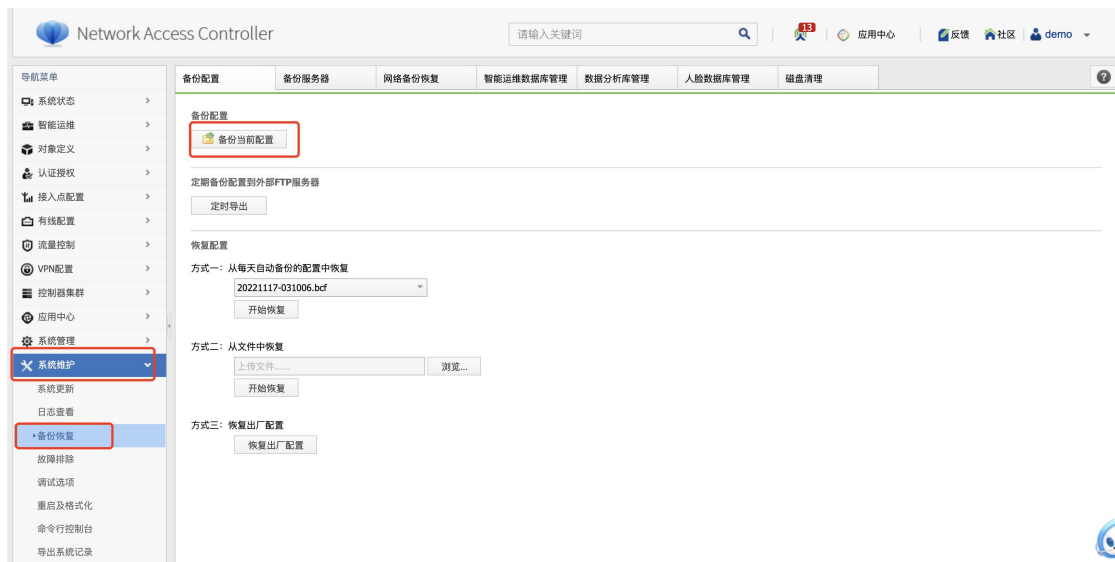 Network Access Controller
请输入关键词
13
应用中心
反馈
社区
demo
导航菜单
系统状态
智能运维
对象定义
认证授权
接入点配置
有线配置
流量控制
VPN配置
控制器集群
应用中心
系统管理
系统维护
系统更新
日志查看
备份恢复
故障排除
调试选项
重启及格式化
命令行控制台
导出系统记录
备份配置
备份服务器
网络备份恢复
智能运维数据库管理
数据分析库管理
人脸数据库管理
磁盘清理
备份配置
备份当前配置
定期备份配置到外部FTP服务器
定时导出
恢复配置
方式一：从每天自动备份的配置中恢复
20221117-031006.bcf
开始恢复
方式二：从文件中恢复
上传文件......
浏览...
开始恢复
方式三：恢复出厂配置
恢复出厂配置